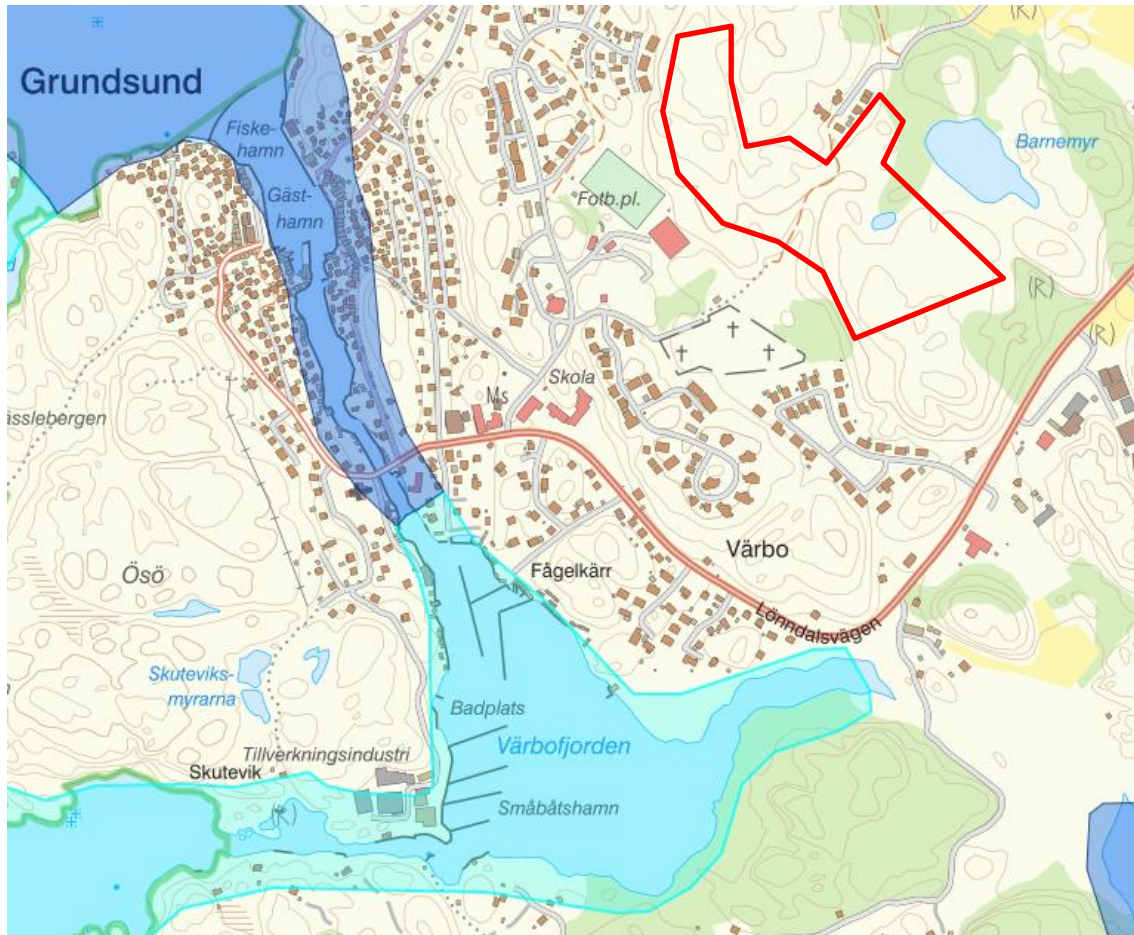 (R)
Grundsund
Fiske-
hamn
Barnemyr
Gäst-
hamn
Fotb.pl.
(R)
(R)
Skola
Ms
ässlebergen
Värbo
Fågelkärr
Ösö
Lönndalsvägen
Skuteviks-
myrarna
Badplats
Värbofjorden
Tillverkningsindustri
Skutevik
Småbåtshamn
(R)